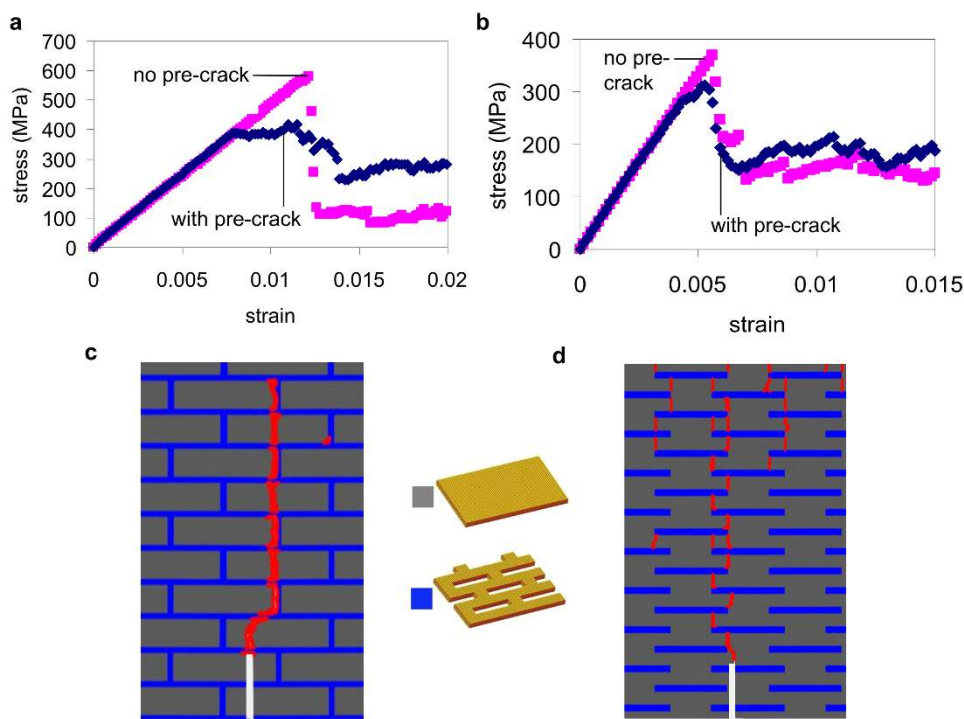 a
700
600
500
400
300
200
100
0
stress (MPa)
no pre-crack
with pre-crack
0 0.005 0.01 0.015 0.02
strain
b
400
300
200
100
0
stress (MPa)
no pre-
crack
with pre-crack
0 0.005 0.01 0.015
strain
c
d